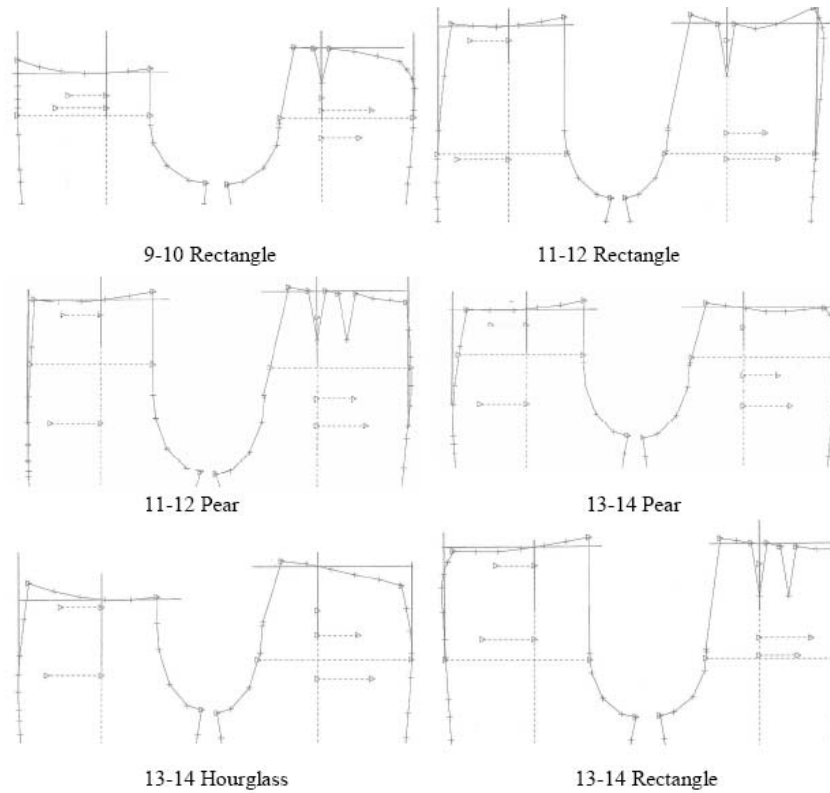 9-10 Rectangle
11-12 Rectangle
11-12 Pear
13-14 Pear
13-14 Hourglass
13-14 Rectangle